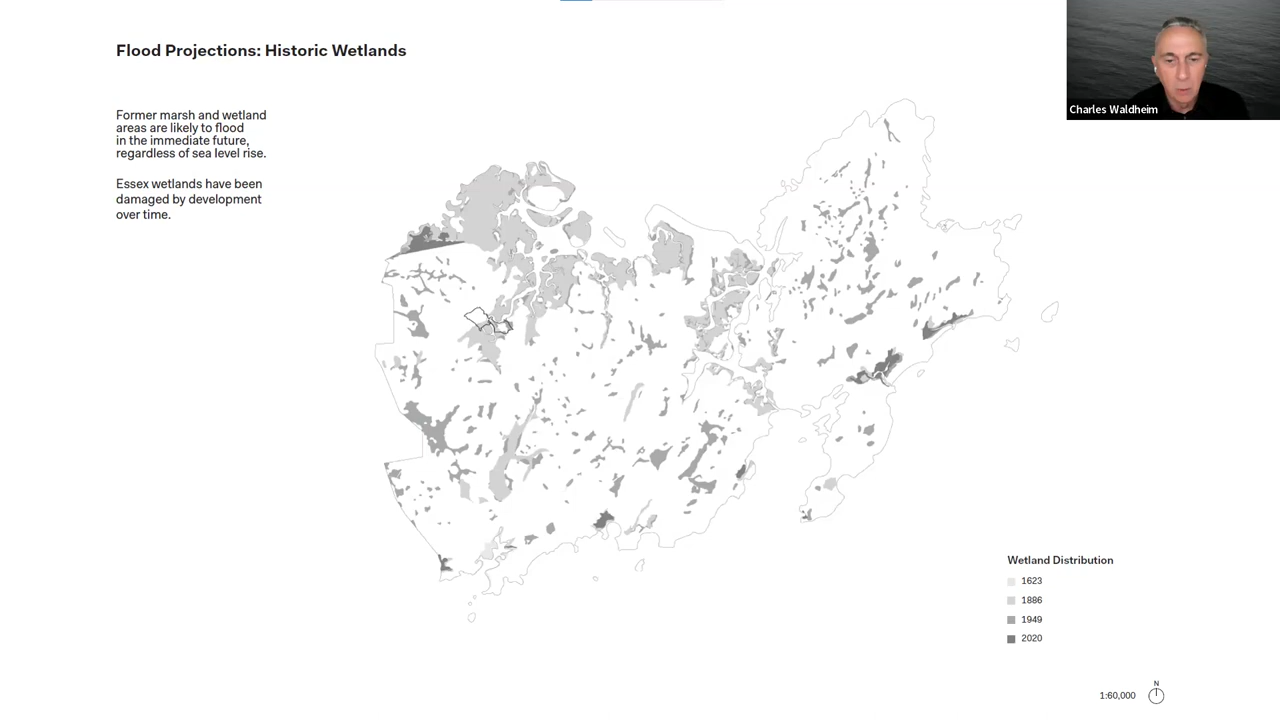 Flood Projections: Historic Wetlands
Former marsh and wetland
areas are likely to flood
in the immediate future,
regardless of sea level rise.
Essex wetlands have been
damaged by development
over time.
Charles Waldheim
Wetland Distribution
1623
1886
1949
2020
N
1:60,000